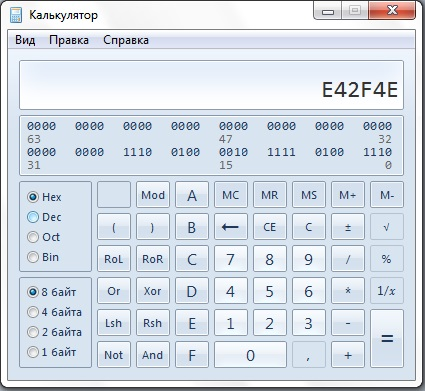 Калькулятор
Вид Правка Справка
E42F4E
0000 0000 0000 0000 0000 0000 0000 0000
63 47 32
0000 0000 1110 0100 0010 1111 0100 1110
31 15 0
Hex Mod A MC MR MS M+ M-
Dec ( ) B ← CE C ± √
Oct RoL RoR C 7 8 9 / %
Bin
8 байт Or Xor D 4 5 6 * 1/x
4 байта Lsh Rsh E 1 2 3 - =
2 байта
1 байт Not And F 0 , +